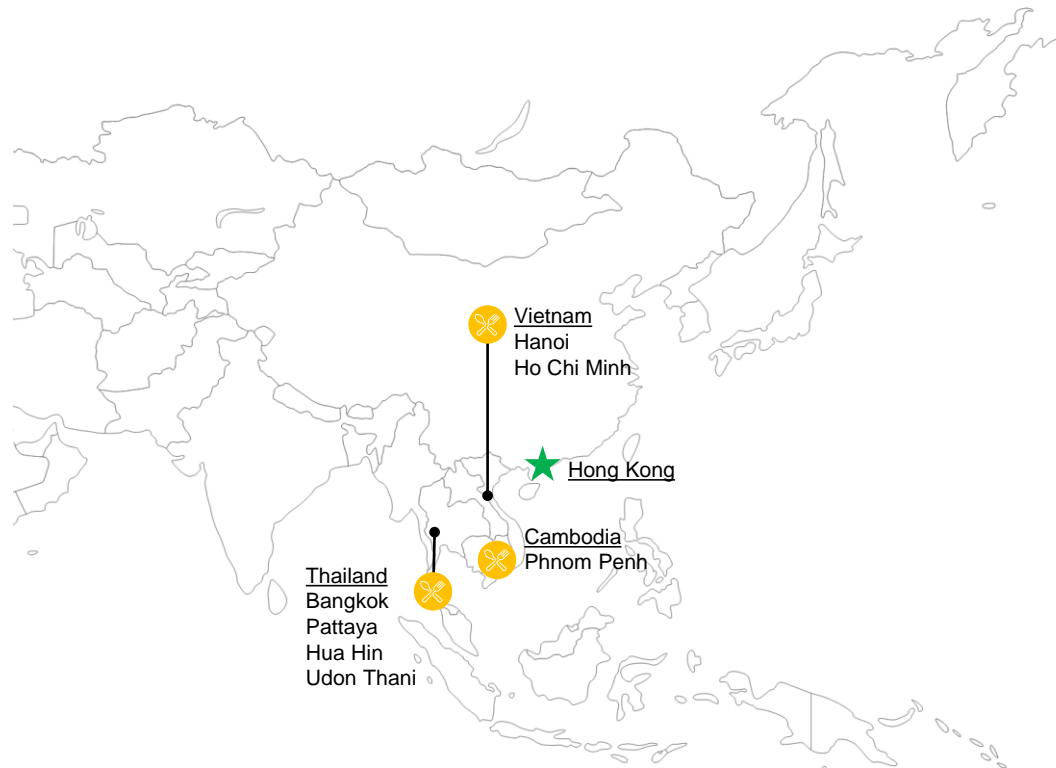 Vietnam
Hanoi
Ho Chi Minh
Hong Kong
Cambodia
Phnom Penh
Thailand
Bangkok
Pattaya
Hua Hin
Udon Thani